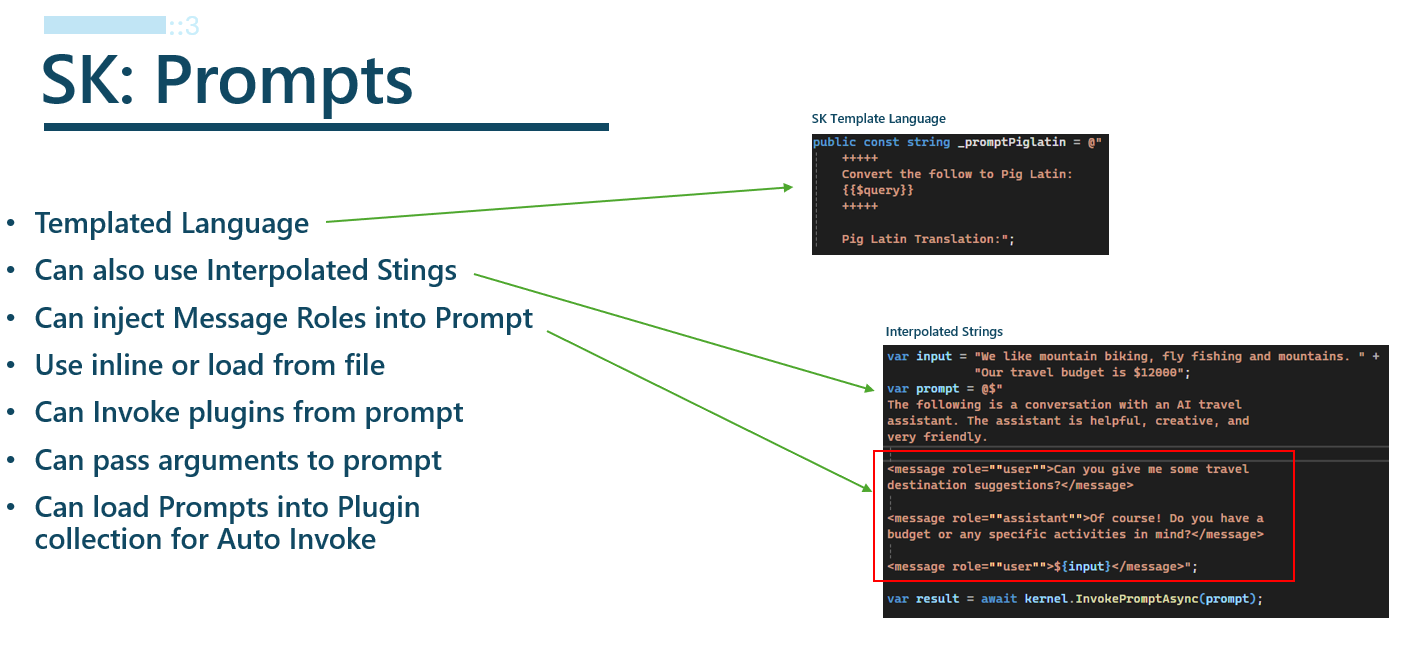 ::3
SK: Prompts
• Templated Language
• Can also use Interpolated Stings
• Can inject Message Roles into Prompt
• Use inline or load from file
• Can Invoke plugins from prompt
• Can pass arguments to prompt
• Can load Prompts into Plugin
collection for Auto Invoke
SK Template Language
public const string _promptPiglatin = @"
+++++
Convert the follow to Pig Latin:
{{$query}}
+++++
Pig Latin Translation:";
Interpolated Strings
var input = "We like mountain biking, fly fishing and mountains. " +
"Our travel budget is $12000";
var prompt = @$"
The following is a conversation with an AI travel
assistant. The assistant is helpful, creative, and
very friendly.
<message role=""user"">Can you give me some travel
destination suggestions?</message>
<message role=""assistant"">Of course! Do you have a
budget or any specific activities in mind?</message>
<message role=""user"">${input}</message>";
var result = await kernel.InvokePromptAsync(prompt);